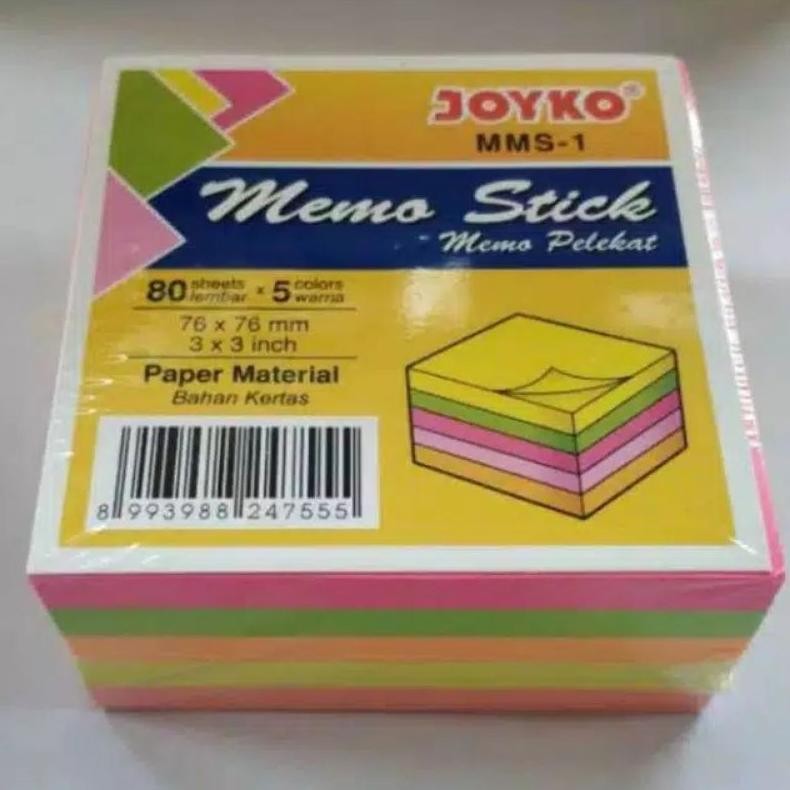 JOYKO®
MMS-1
Memo Stick
Memo Pelekat
80 sheets lembar x 5 colors warna
76 x 76 mm
3 x 3 inch
Paper Material
Bahan Kertas
8 993988 247555